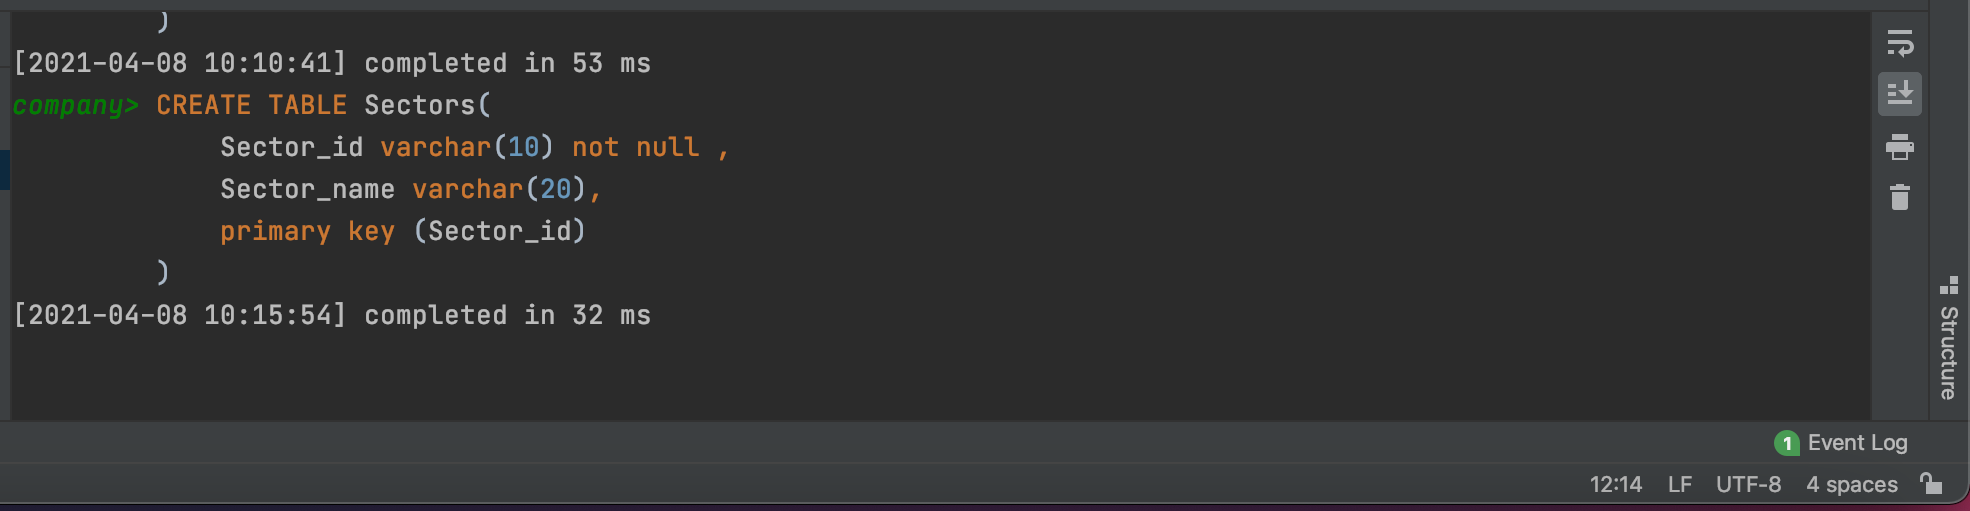 )
[2021-04-08 10:10:41] completed in 53 ms
company> CREATE TABLE Sectors(
Sector_id varchar(10) not null ,
Sector_name varchar(20),
primary key (Sector_id)
)
[2021-04-08 10:15:54] completed in 32 ms
Structure
1 Event Log
12:14 LF UTF-8 4 spaces